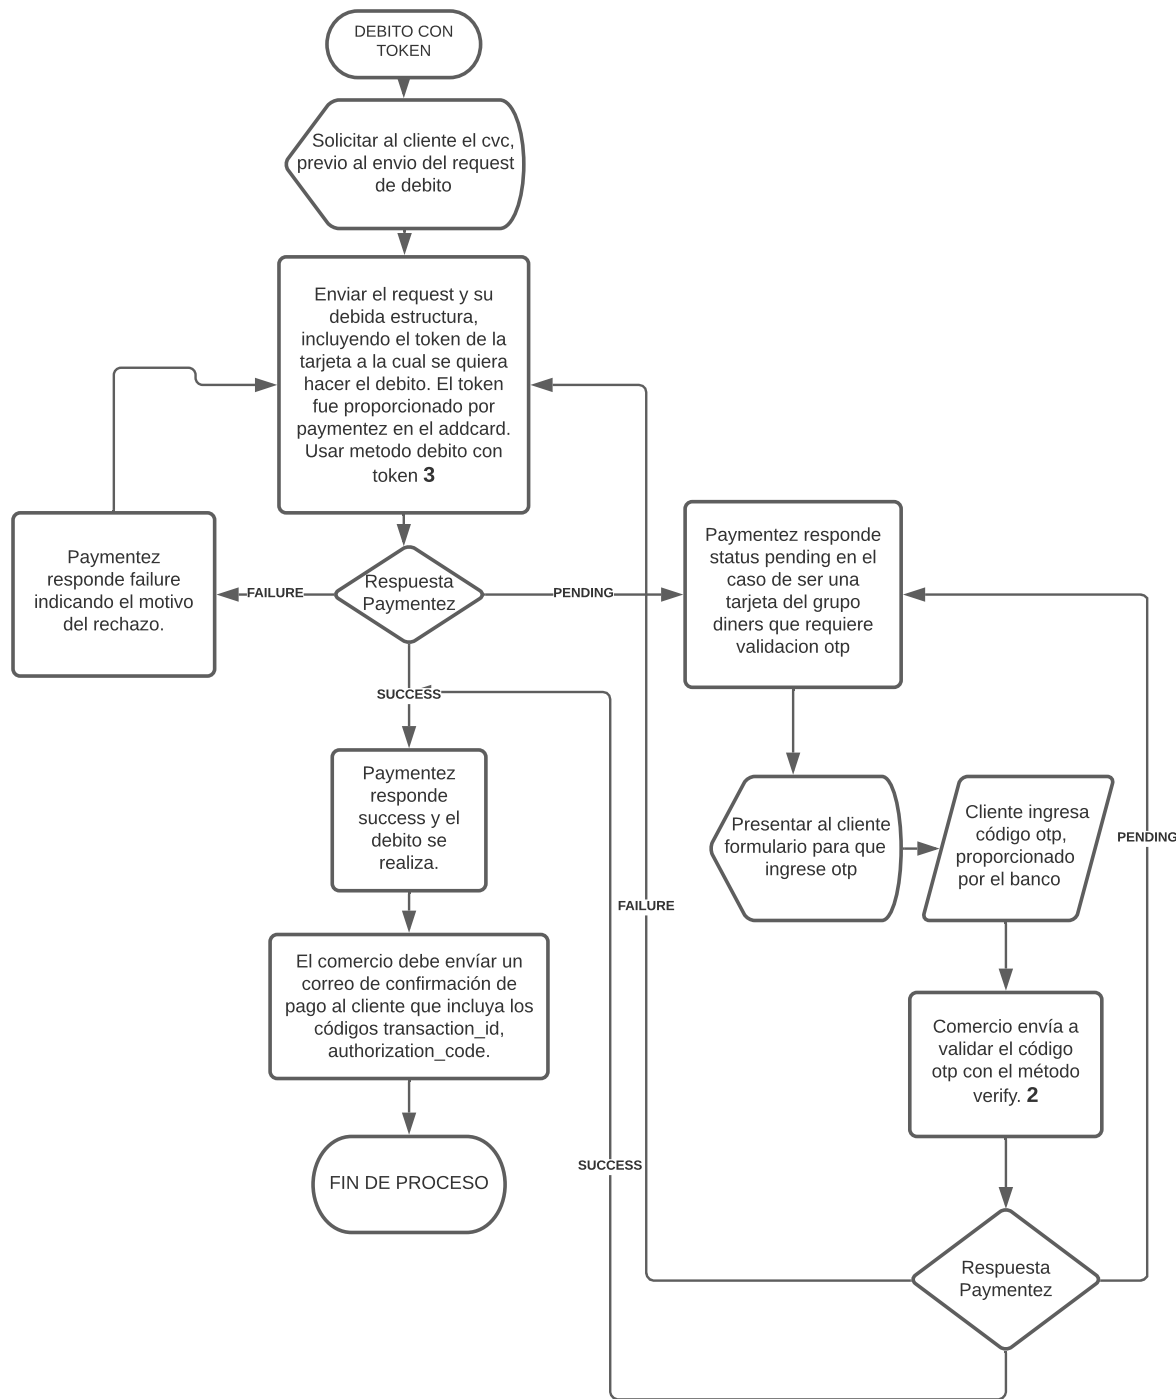 DEBITO CON
TOKEN
Solicitar al cliente el cvc,
previo al envio del request
de debito
Enviar el request y su
debida estructura,
incluyendo el token de la
tarjeta a la cual se quiera
hacer el debito. El token
fue proporcionado por
paymentez en el addcard.
Usar metodo debito con
token 3
Respuesta
Paymentez
FAILURE
Paymentez
responde failure
indicando el motivo
del rechazo.
PENDING
Paymentez responde
status pending en el
caso de ser una
tarjeta del grupo
diners que requiere
validacion otp
SUCCESS
Paymentez
responde
success y el
debito se
realiza.
El comercio debe envíar un
correo de confirmación de
pago al cliente que incluya los
códigos transaction_id,
authorization_code.
FIN DE PROCESO
Presentar al cliente
formulario para que
ingrese otp
Cliente ingresa
código otp,
proporcionado
por el banco
Comercio envía a
validar el código
otp con el método
verify. 2
Respuesta
Paymentez
PENDING
FAILURE
SUCCESS